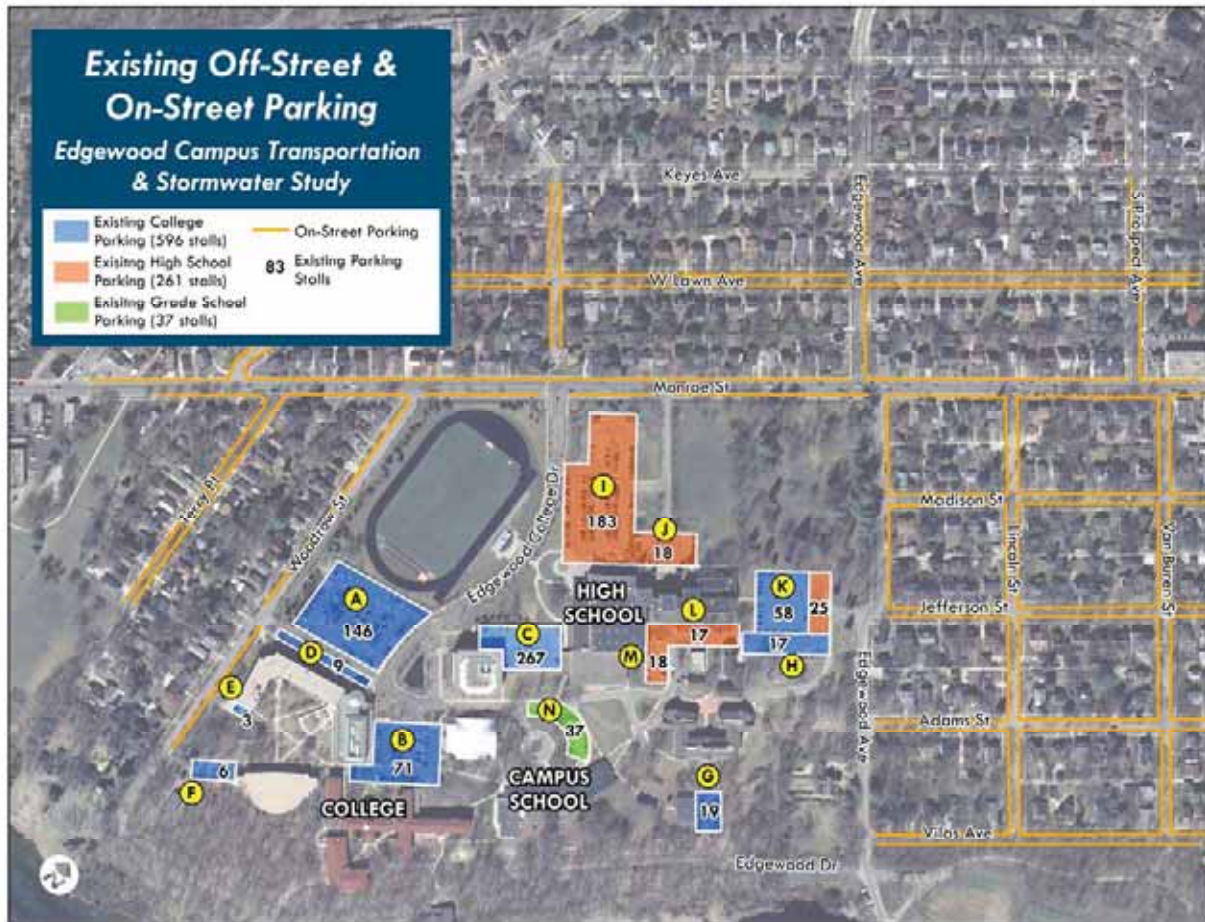 Existing Off-Street &
On-Street Parking
Edgewood Campus Transportation
& Stormwater Study
Existing College
Parking (596 stalls)
Exisitng High School
Parking (261 stalls)
Exisitng Grade School
Parking (37 stalls)
On-Street Parking
83 Existing Parking
Stalls
Keyes Ave
Edgewood Ave
S Prospect Ave
W Lawn Ave
Monroe St
Terry Pl
Woodrow St
Edgewood College Dr
Madison St
Lincoln St
Van Buren St
Jefferson St
Adams St
Edgewood Ave
Vilas Ave
Edgewood Dr
I
183
J
18
HIGH
SCHOOL
K
58
25
L
17
17
H
M
18
A
146
C
267
D
9
E
3
N
37
B
71
6
F
COLLEGE
CAMPUS
SCHOOL
G
19